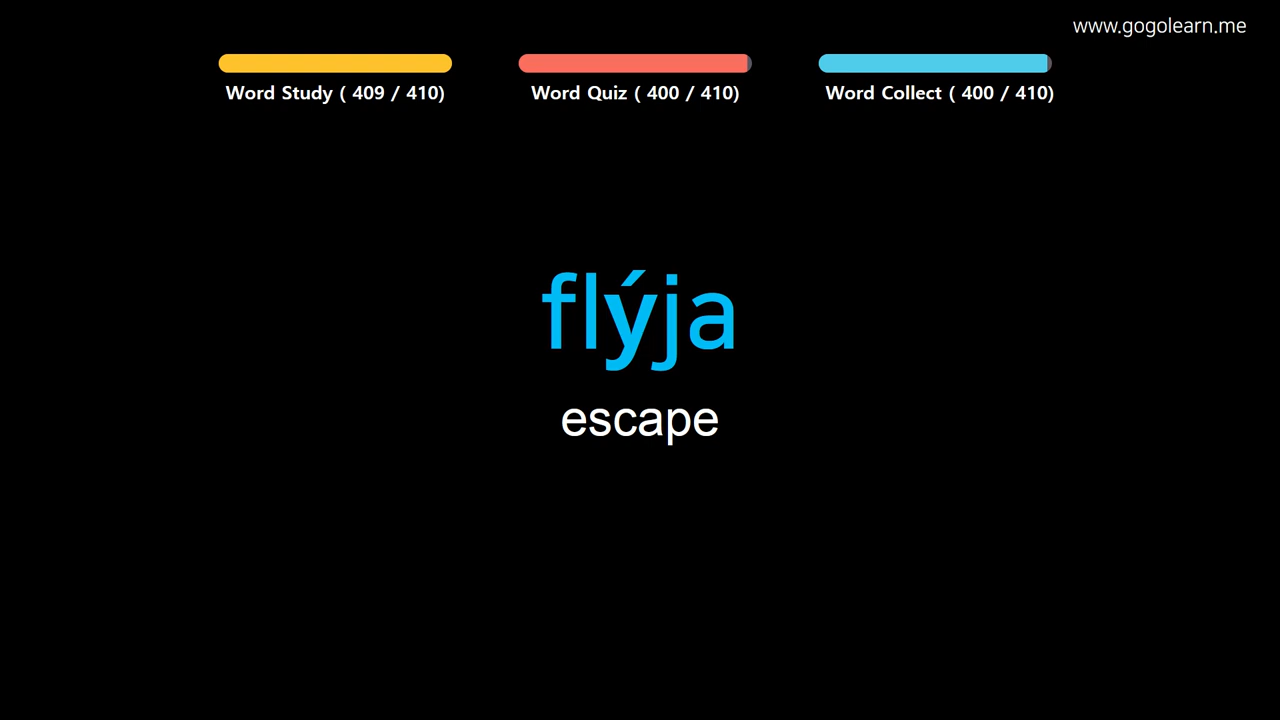 www.gogolearn.me
Word Study ( 409 / 410)
Word Quiz ( 400 / 410)
Word Collect ( 400 / 410)
flýja
escape